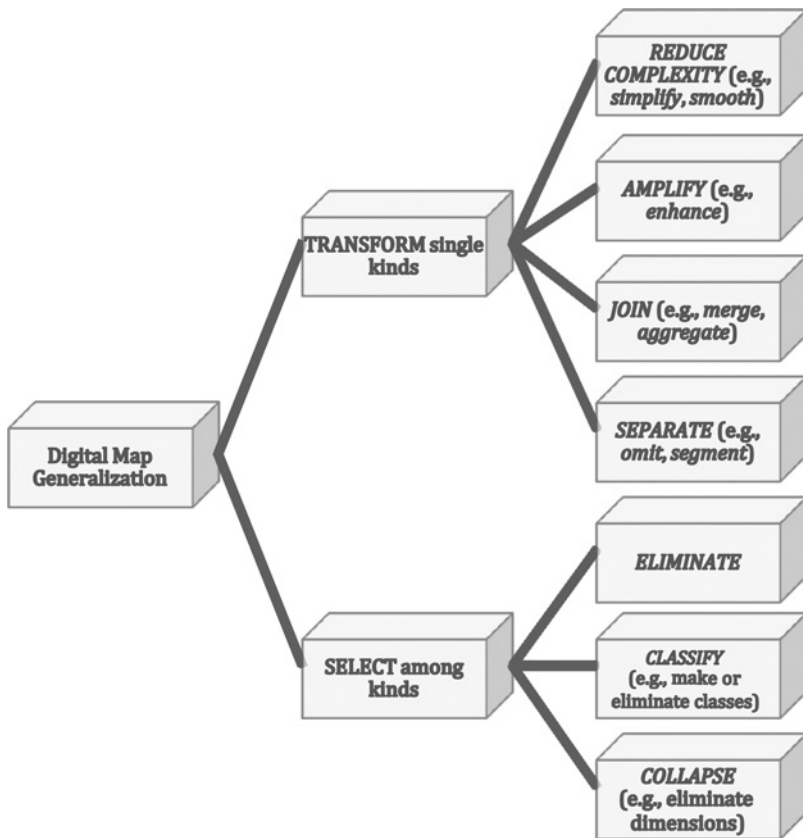 REDUCE
COMPLEXITY (e.g.,
simplify, smooth)
AMPLIFY (e.g.,
enhance)
TRANSFORM single
kinds
JOIN (e.g., merge,
aggregate)
SEPARATE (e.g.,
omit, segment)
Digital Map
Generalization
ELIMINATE
SELECT among
kinds
CLASSIFY
(e.g., make or
eliminate classes)
COLLAPSE
(e.g., eliminate
dimensions)